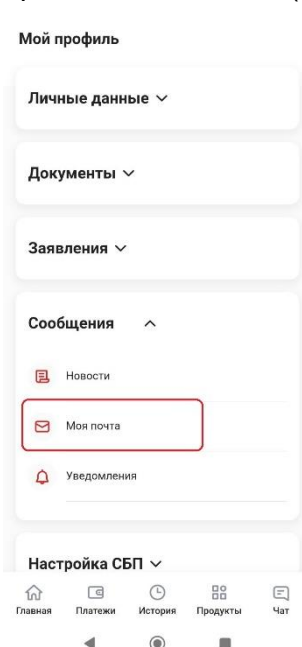 Мой профиль
Личные данные
Документы
Заявления
Сообщения
Новости
Моя почта
Уведомления
Настройка СБП
Главная Платежи История Продукты Чат